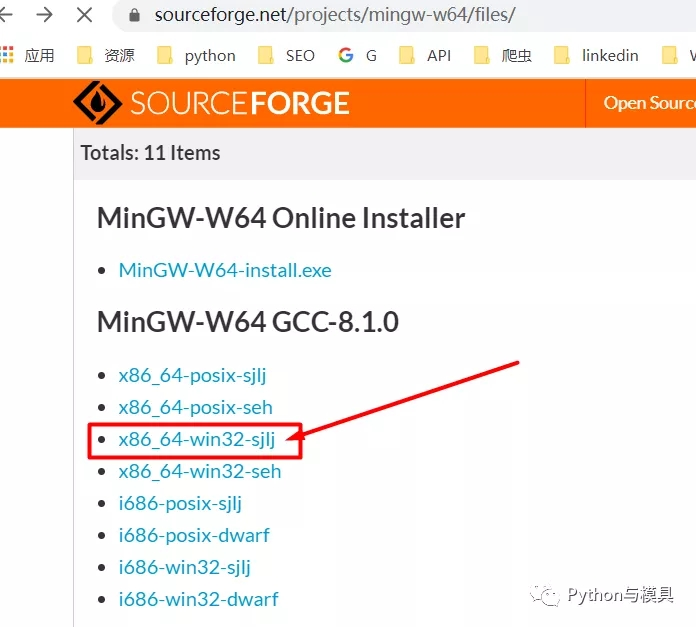 sourceforge.net/projects/mingw-w64/files/
应用 资源 python SEO G API 爬虫 linkedin
SOURCEFORGE Open Sourc
Totals: 11 Items
MinGW-W64 Online Installer
MinGW-W64-install.exe
MinGW-W64 GCC-8.1.0
x86_64-posix-sjlj
x86_64-posix-seh
x86_64-win32-sjlj
x86_64-win32-seh
i686-posix-sjlj
i686-posix-dwarf
i686-win32-sjlj
i686-win32-dwarf
Python与模具